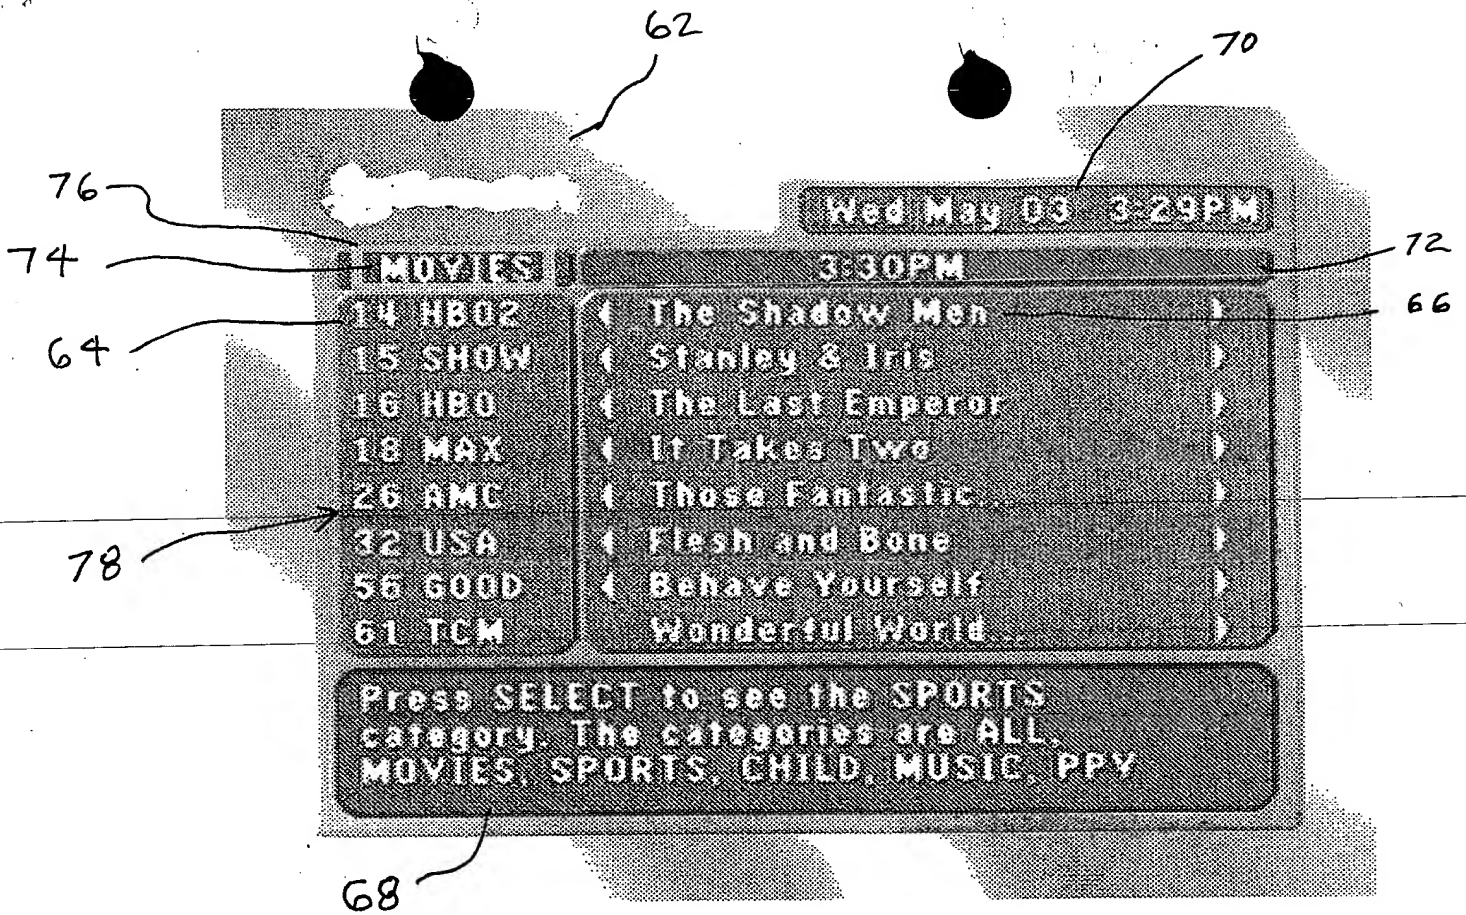 62
70
76
Wed May 03 3:29PM
74
MOVIES
3:30PM
72
14 HBO2
The Shadow Men
66
64
15 SHOW
Stanley & Iris
16 HBO
The Last Emperor
18 MAX
It Takes Two
26 AMC
Those Fantastic...
78
32 USA
Flesh and Bone
56 GOOD
Behave Yourself
61 TCM
Wonderful World...
Press SELECT to see the SPORTS
category. The categories are ALL,
MOVIES, SPORTS, CHILD, MUSIC, PPV
68